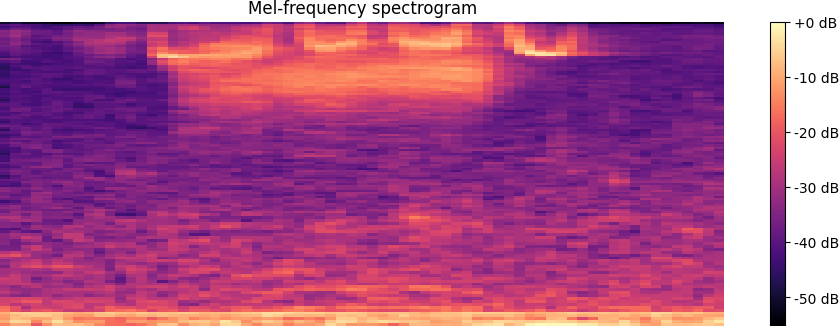 Mel-frequency spectrogram
+0 dB
-10 dB
-20 dB
-30 dB
-40 dB
-50 dB